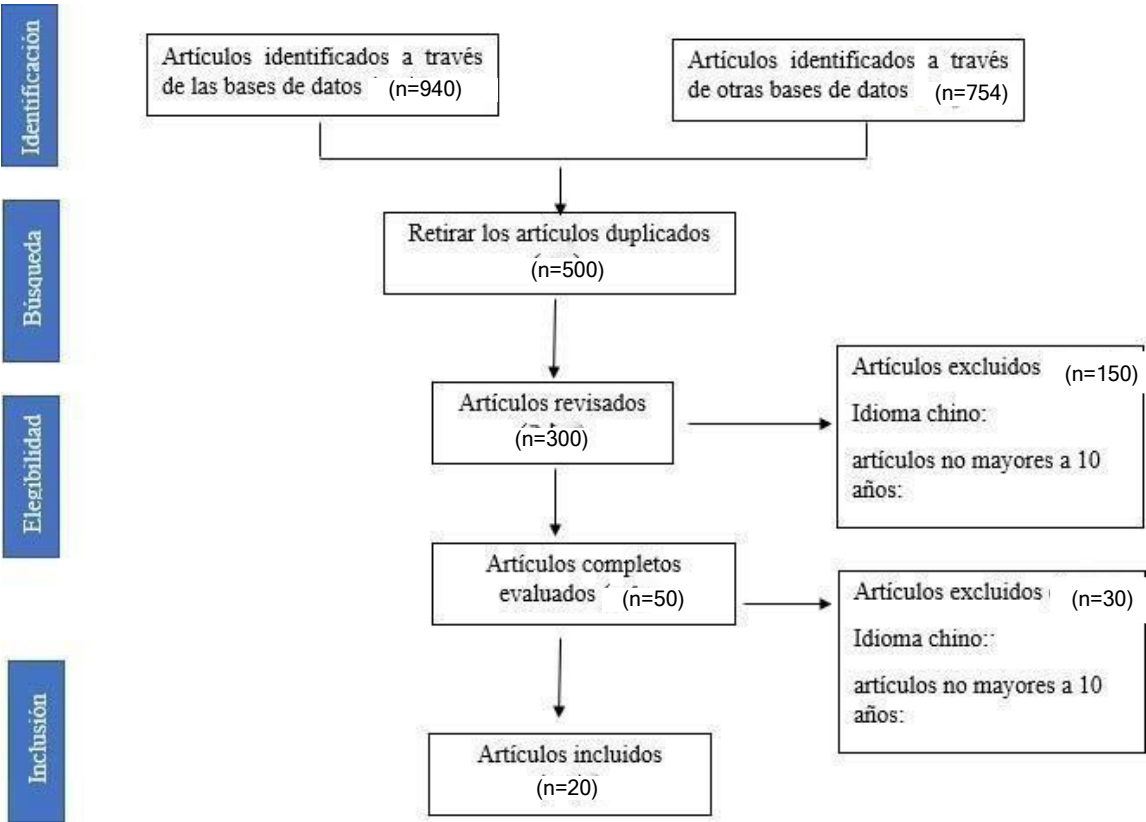 Identificación
Artículos identificados a través
de las bases de datos (n=940)
Artículos identificados a través
de otras bases de datos (n=754)
Búsqueda
Retirar los artículos duplicados
(n=500)
Elegibilidad
Artículos revisados
(n=300)
Artículos excluidos (n=150)
Idioma chino:
artículos no mayores a 10
años:
Artículos completos
evaluados (n=50)
Artículos excluidos (n=30)
Idioma chino:
artículos no mayores a 10
años:
Inclusión
Artículos incluidos
(n=20)